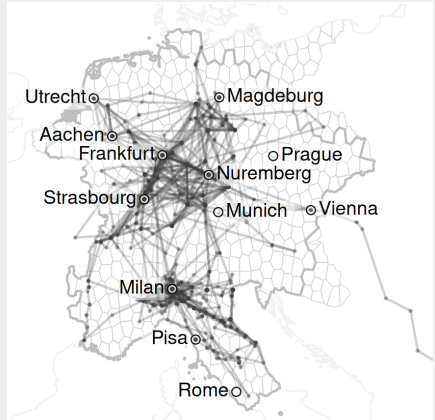 Utrecht
Magdeburg
Aachen
Frankfurt
Prague
Nuremberg
Strasbourg
Munich
Vienna
Milan
Pisa
Rome